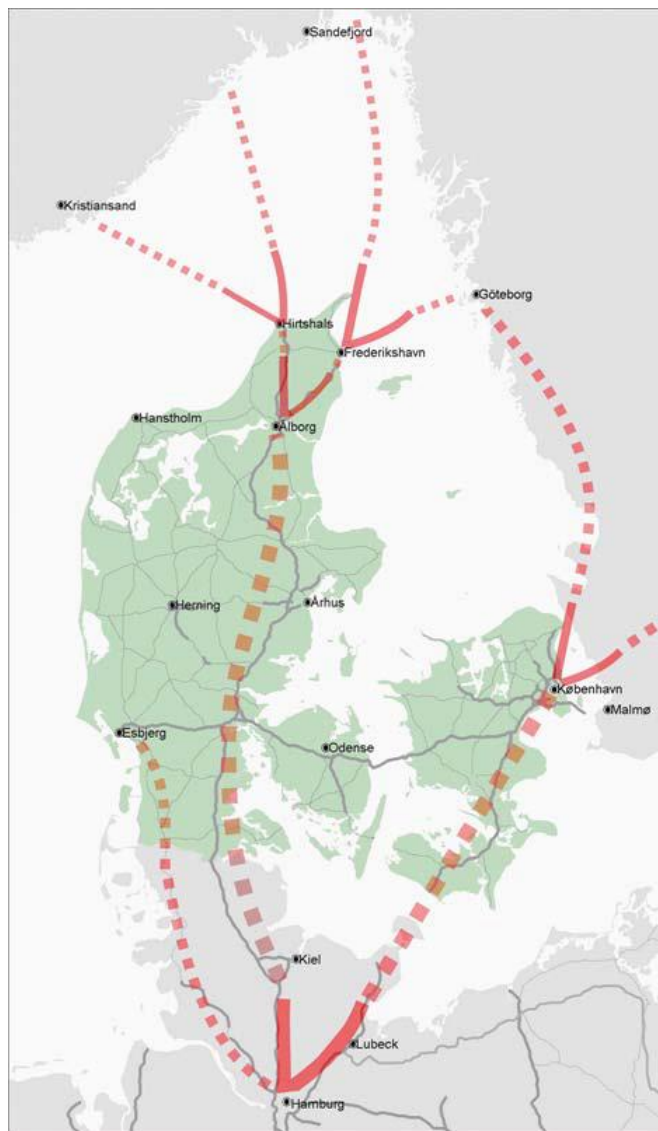 Sandefjord
Kristiansand
Göteborg
Hirtshals
Frederikshavn
Hanstholm
Ålborg
Herning
Århus
København
Malmø
Esbjerg
Odense
Kiel
Lubeck
Hamburg